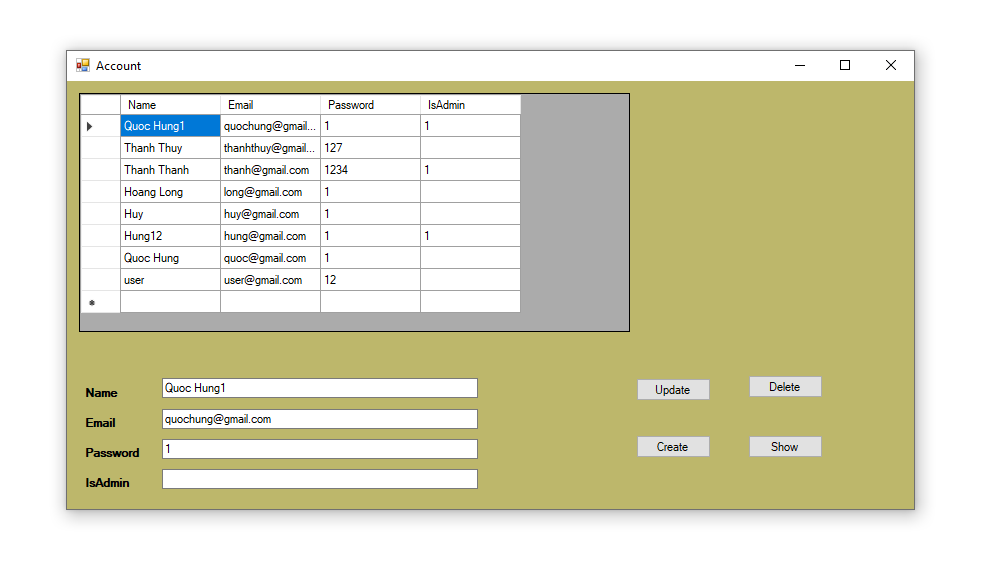 Account
Name Email Password IsAdmin
Quoc Hung1 quochung@gmail... 1 1
Thanh Thuy thanhthuy@gmail... 127
Thanh Thanh thanh@gmail.com 1234 1
Hoang Long long@gmail.com 1
Huy huy@gmail.com 1
Hung12 hung@gmail.com 1 1
Quoc Hung quoc@gmail.com 1
user user@gmail.com 12
Name Quoc Hung1 Update Delete
Email quochung@gmail.com
Password 1 Create Show
IsAdmin